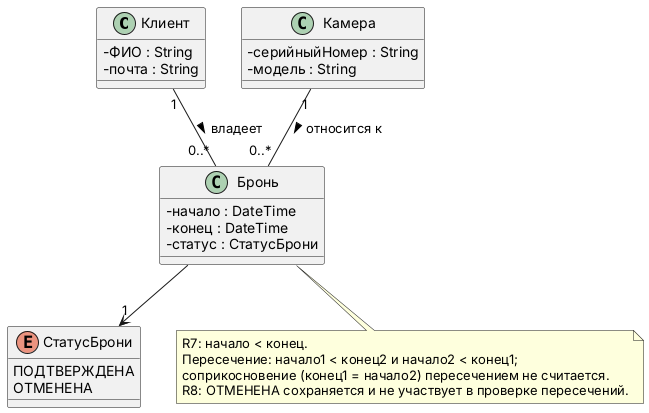 C Клиент
-ФИО : String
-почта : String
C Камера
-серийныйНомер : String
-модель : String
1
1
владеет
относится к
0..*
0..*
C Бронь
-начало : DateTime
-конец : DateTime
-статус : СтатусБрони
1
E СтатусБрони
ПОДТВЕРЖДЕНА
ОТМЕНЕНА
R7: начало < конец.
Пересечение: начало1 < конец2 и начало2 < конец1;
соприкосновение (конец1 = начало2) пересечением не считается.
R8: ОТМЕНЕНА сохраняется и не участвует в проверке пересечений.